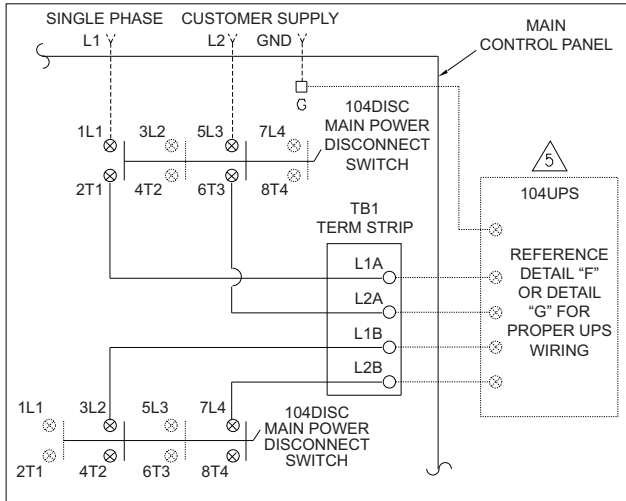 SINGLE PHASE CUSTOMER SUPPLY
L1 L2 GND
MAIN
CONTROL PANEL
G
1L1 3L2 5L3 7L4
2T1 4T2 6T3 8T4
104DISC
MAIN POWER
DISCONNECT
SWITCH
5
104UPS
TB1
TERM STRIP
L1A
L2A
L1B
L2B
REFERENCE
DETAIL “F”
OR DETAIL
“G” FOR
PROPER UPS
WIRING
1L1 3L2 5L3 7L4
2T1 4T2 6T3 8T4
104DISC
MAIN POWER
DISCONNECT
SWITCH